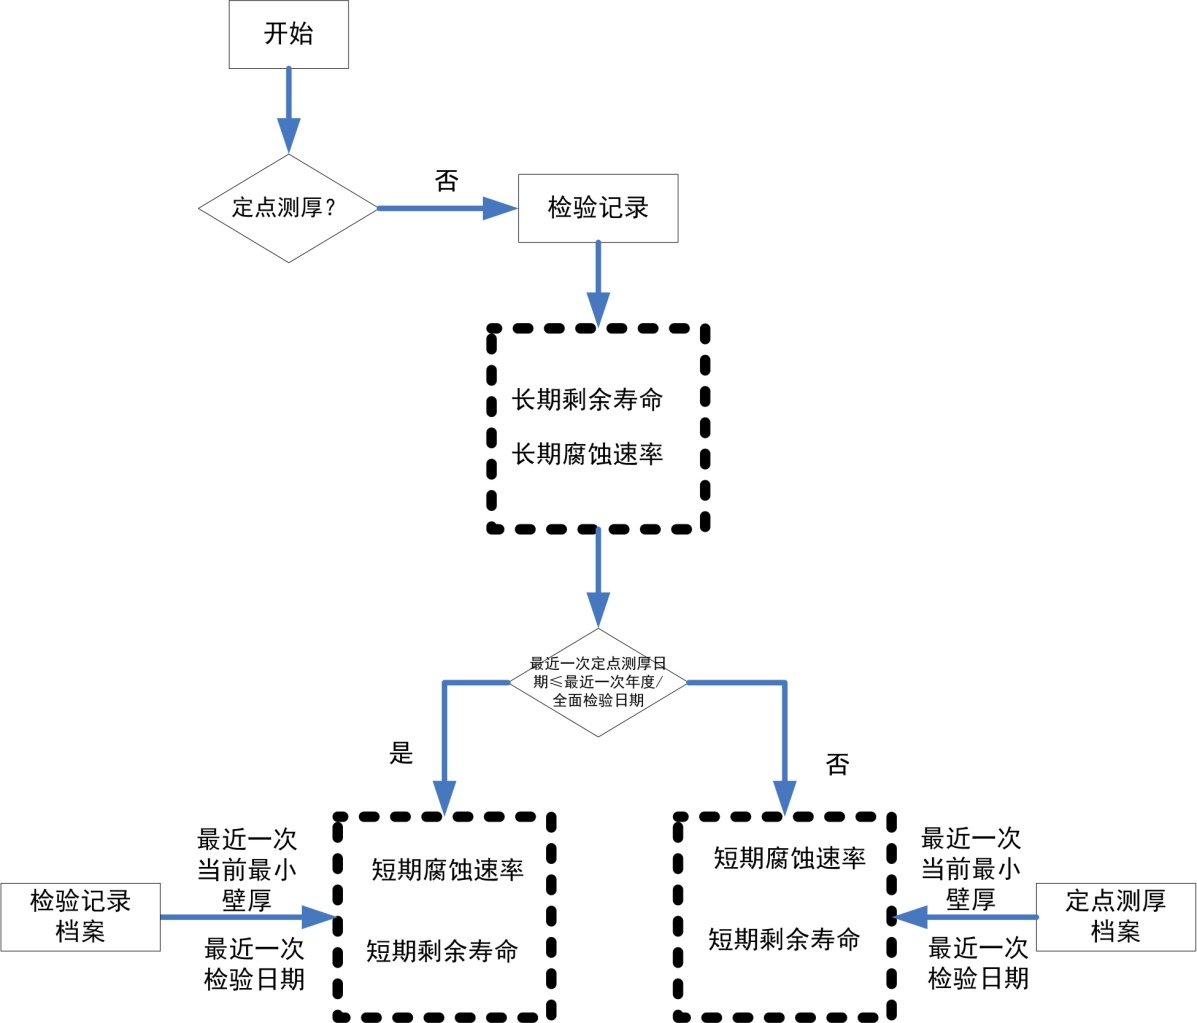 开始
定点测厚？
否
检验记录
长期剩余寿命
长期腐蚀速率
最近一次定点测厚日
期≤最近一次年度/
全面检验日期
是
否
最近一次
当前最小
壁厚
检验记录
档案
最近一次
检验日期
短期腐蚀速率
短期剩余寿命
短期腐蚀速率
短期剩余寿命
最近一次
当前最小
壁厚
定点测厚
档案
最近一次
检验日期